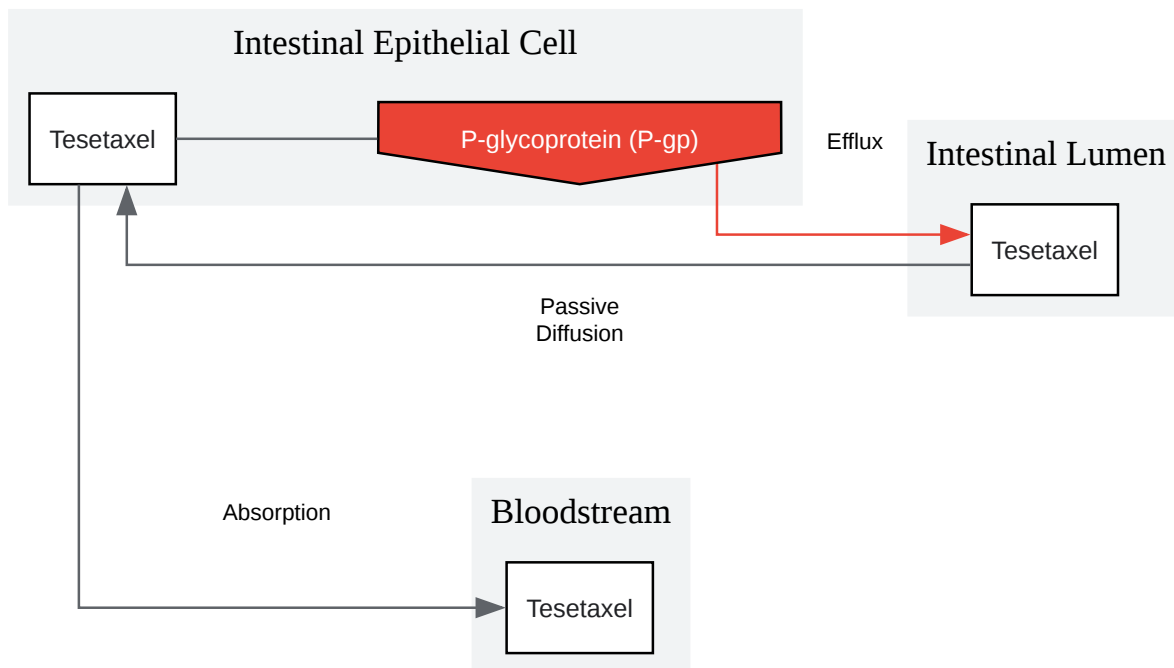 Intestinal Epithelial Cell
Tesetaxel
P-glycoprotein (P-gp)
Efflux
Intestinal Lumen
Tesetaxel
Passive
Diffusion
Absorption
Bloodstream
Tesetaxel